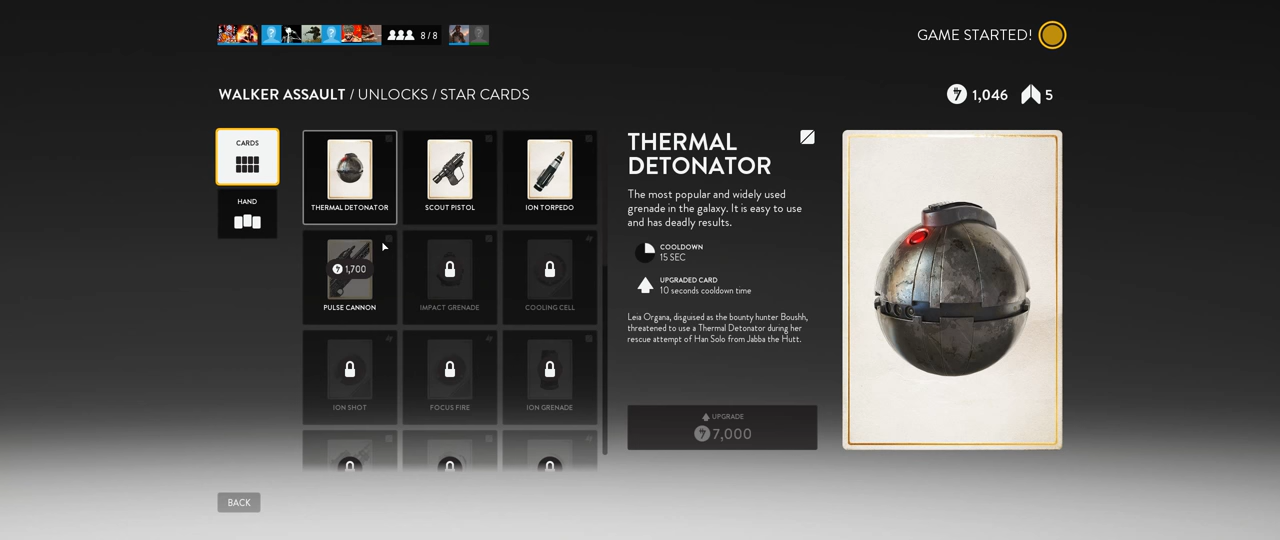 8 / 8
GAME STARTED!
WALKER ASSAULT / UNLOCKS / STAR CARDS
1,046
5
CARDS
HAND
THERMAL DETONATOR
SCOUT PISTOL
ION TORPEDO
1,700
PULSE CANNON
IMPACT GRENADE
COOLING CELL
ION SHOT
FOCUS FIRE
ION GRENADE
THERMAL
DETONATOR
The most popular and widely used
grenade in the galaxy. It is easy to use
and has deadly results.
COOLDOWN
15 SEC
UPGRADED CARD
10 seconds cooldown time
Leia Organa, disguised as the bounty hunter Boushh,
threatened to use a Thermal Detonator during her
rescue attempt of Han Solo from Jabba the Hutt.
UPGRADE
7,000
BACK